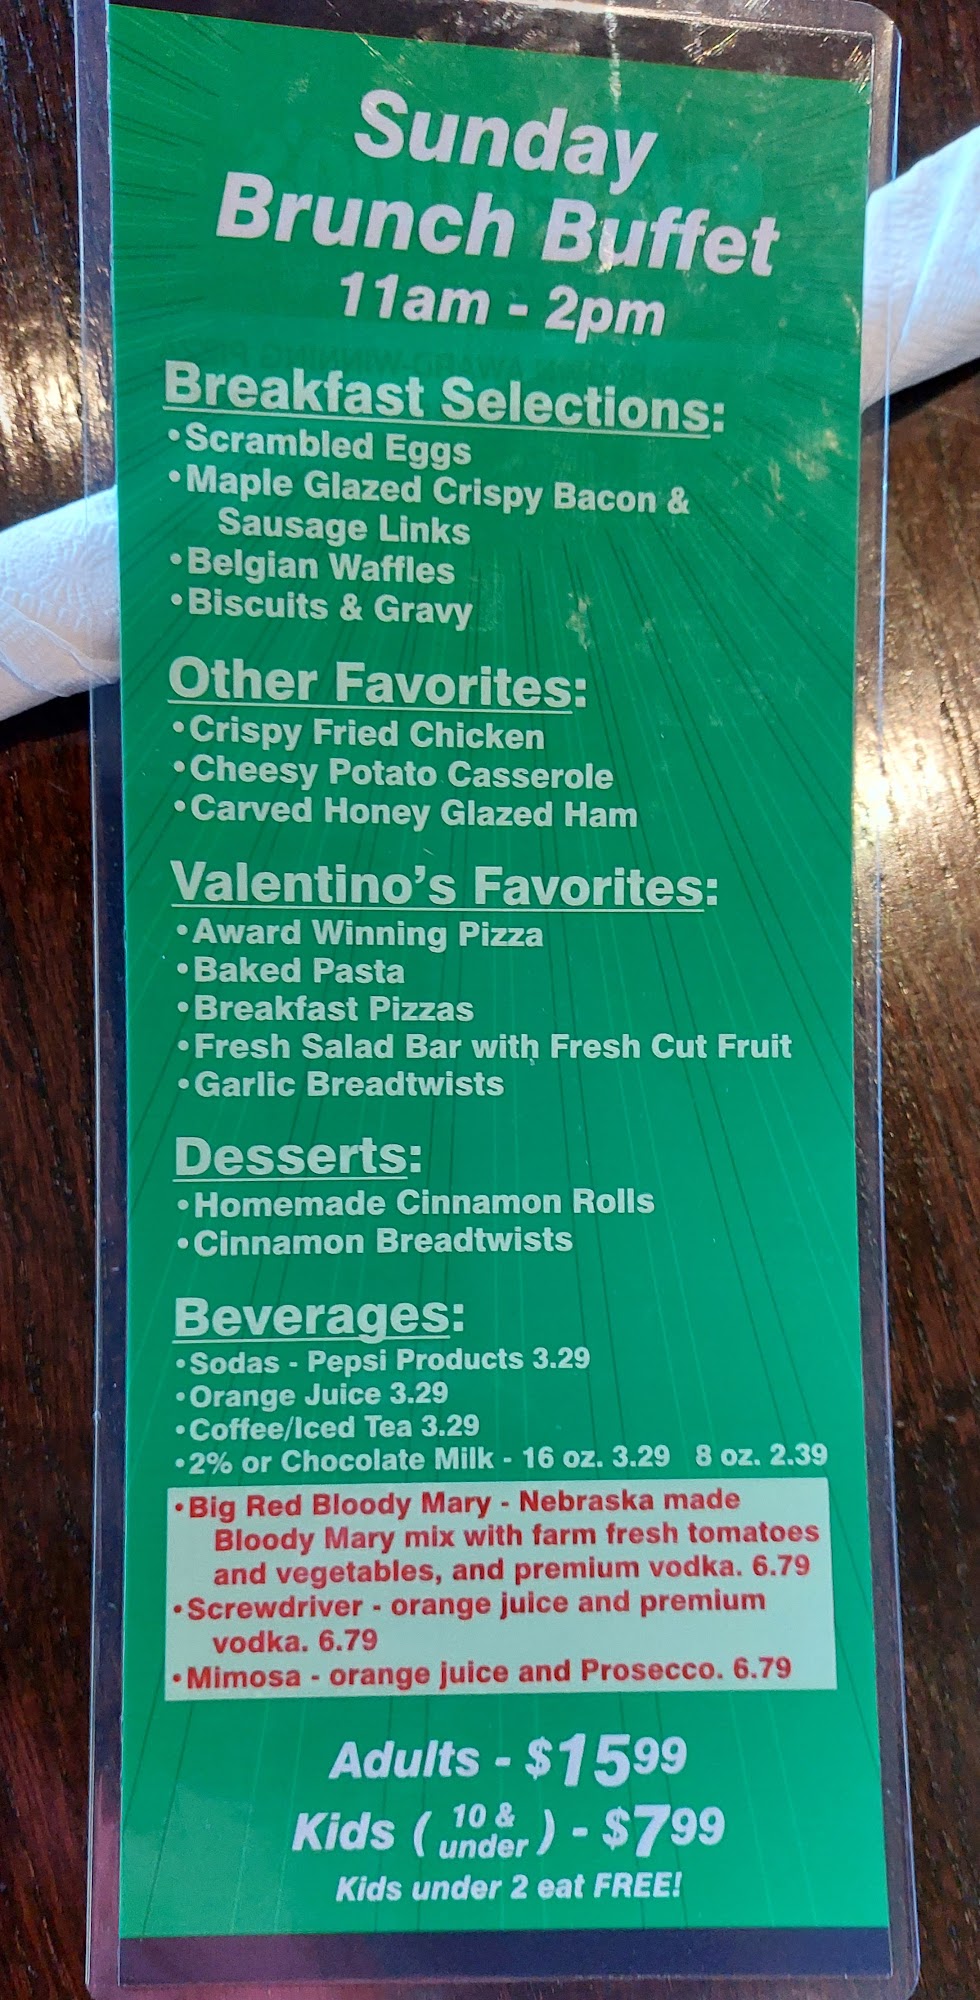 Sunday
Brunch Buffet
11am - 2pm
Breakfast Selections:
•Scrambled Eggs
•Maple Glazed Crispy Bacon &
Sausage Links
•Belgian Waffles
•Biscuits & Gravy
Other Favorites:
•Crispy Fried Chicken
•Cheesy Potato Casserole
•Carved Honey Glazed Ham
Valentino's Favorites:
•Award Winning Pizza
•Baked Pasta
•Breakfast Pizzas
•Fresh Salad Bar with Fresh Cut Fruit
•Garlic Breadtwists
Desserts:
•Homemade Cinnamon Rolls
•Cinnamon Breadtwists
Beverages:
•Sodas - Pepsi Products 3.29
•Orange Juice 3.29
•Coffee/Iced Tea 3.29
•2% or Chocolate Milk - 16 oz. 3.29 8 oz. 2.39
•Big Red Bloody Mary - Nebraska made
Bloody Mary mix with farm fresh tomatoes
and vegetables, and premium vodka. 6.79
•Screwdriver - orange juice and premium
vodka. 6.79
•Mimosa - orange juice and Prosecco. 6.79
Adults - $15 99
Kids ( 10 & under ) - $7 99
Kids under 2 eat FREE!